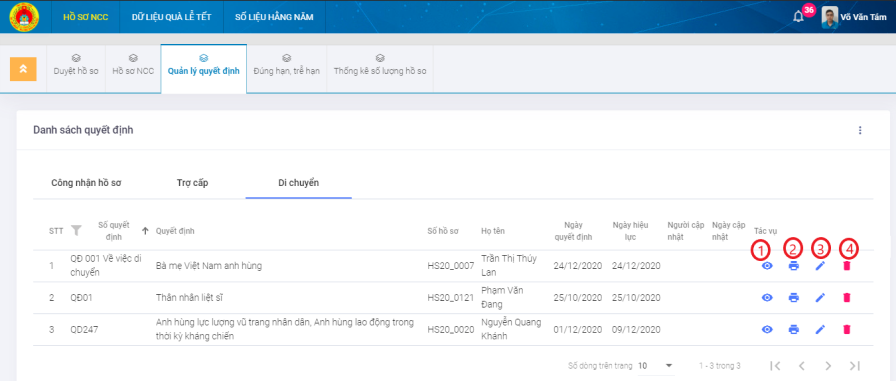 HỒ SƠ NCC DỮ LIỆU QUÀ LỄ TẾT SỐ LIỆU HẰNG NĂM 36 Võ Văn Tám
Duyệt hồ sơ Hồ sơ NCC Quản lý quyết định Đúng hạn, trễ hạn Thống kê số lượng hồ sơ
Danh sách quyết định
Công nhận hồ sơ Trợ cấp Di chuyển
STT Số quyết định Quyết định Số hồ sơ Họ tên Ngày quyết định Ngày hiệu lực Người cập nhật Ngày cập nhật Tác vụ
1 2 3 4
1 QĐ 001 Về việc di chuyển Bà mẹ Việt Nam anh hùng HS20_0007 Trần Thị Thúy Lan 24/12/2020 24/12/2020
2 QĐ01 Thân nhân liệt sĩ HS20_0121 Phạm Văn Đang 25/10/2020 25/10/2020
3 QD247 Anh hùng lực lượng vũ trang nhân dân, Anh hùng lao động trong thời kỳ kháng chiến HS20_0020 Nguyễn Quang Khánh 01/12/2020 09/12/2020
Số dòng trên trang 10 1 - 3 trong 3